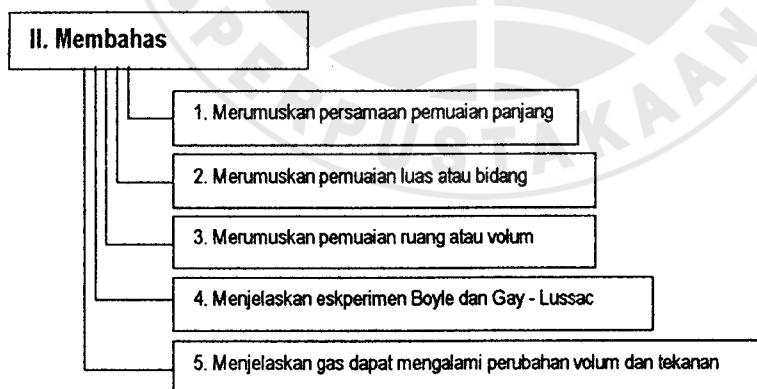 PERPUSTAKAAN
II. Membahas
1. Merumuskan persamaan pemuaian panjang
2. Merumuskan pemuaian luas atau bidang
3. Merumuskan pemuaian ruang atau volum
4. Menjelaskan eskperimen Boyle dan Gay - Lussac
5. Menjelaskan gas dapat mengalami perubahan volum dan tekanan